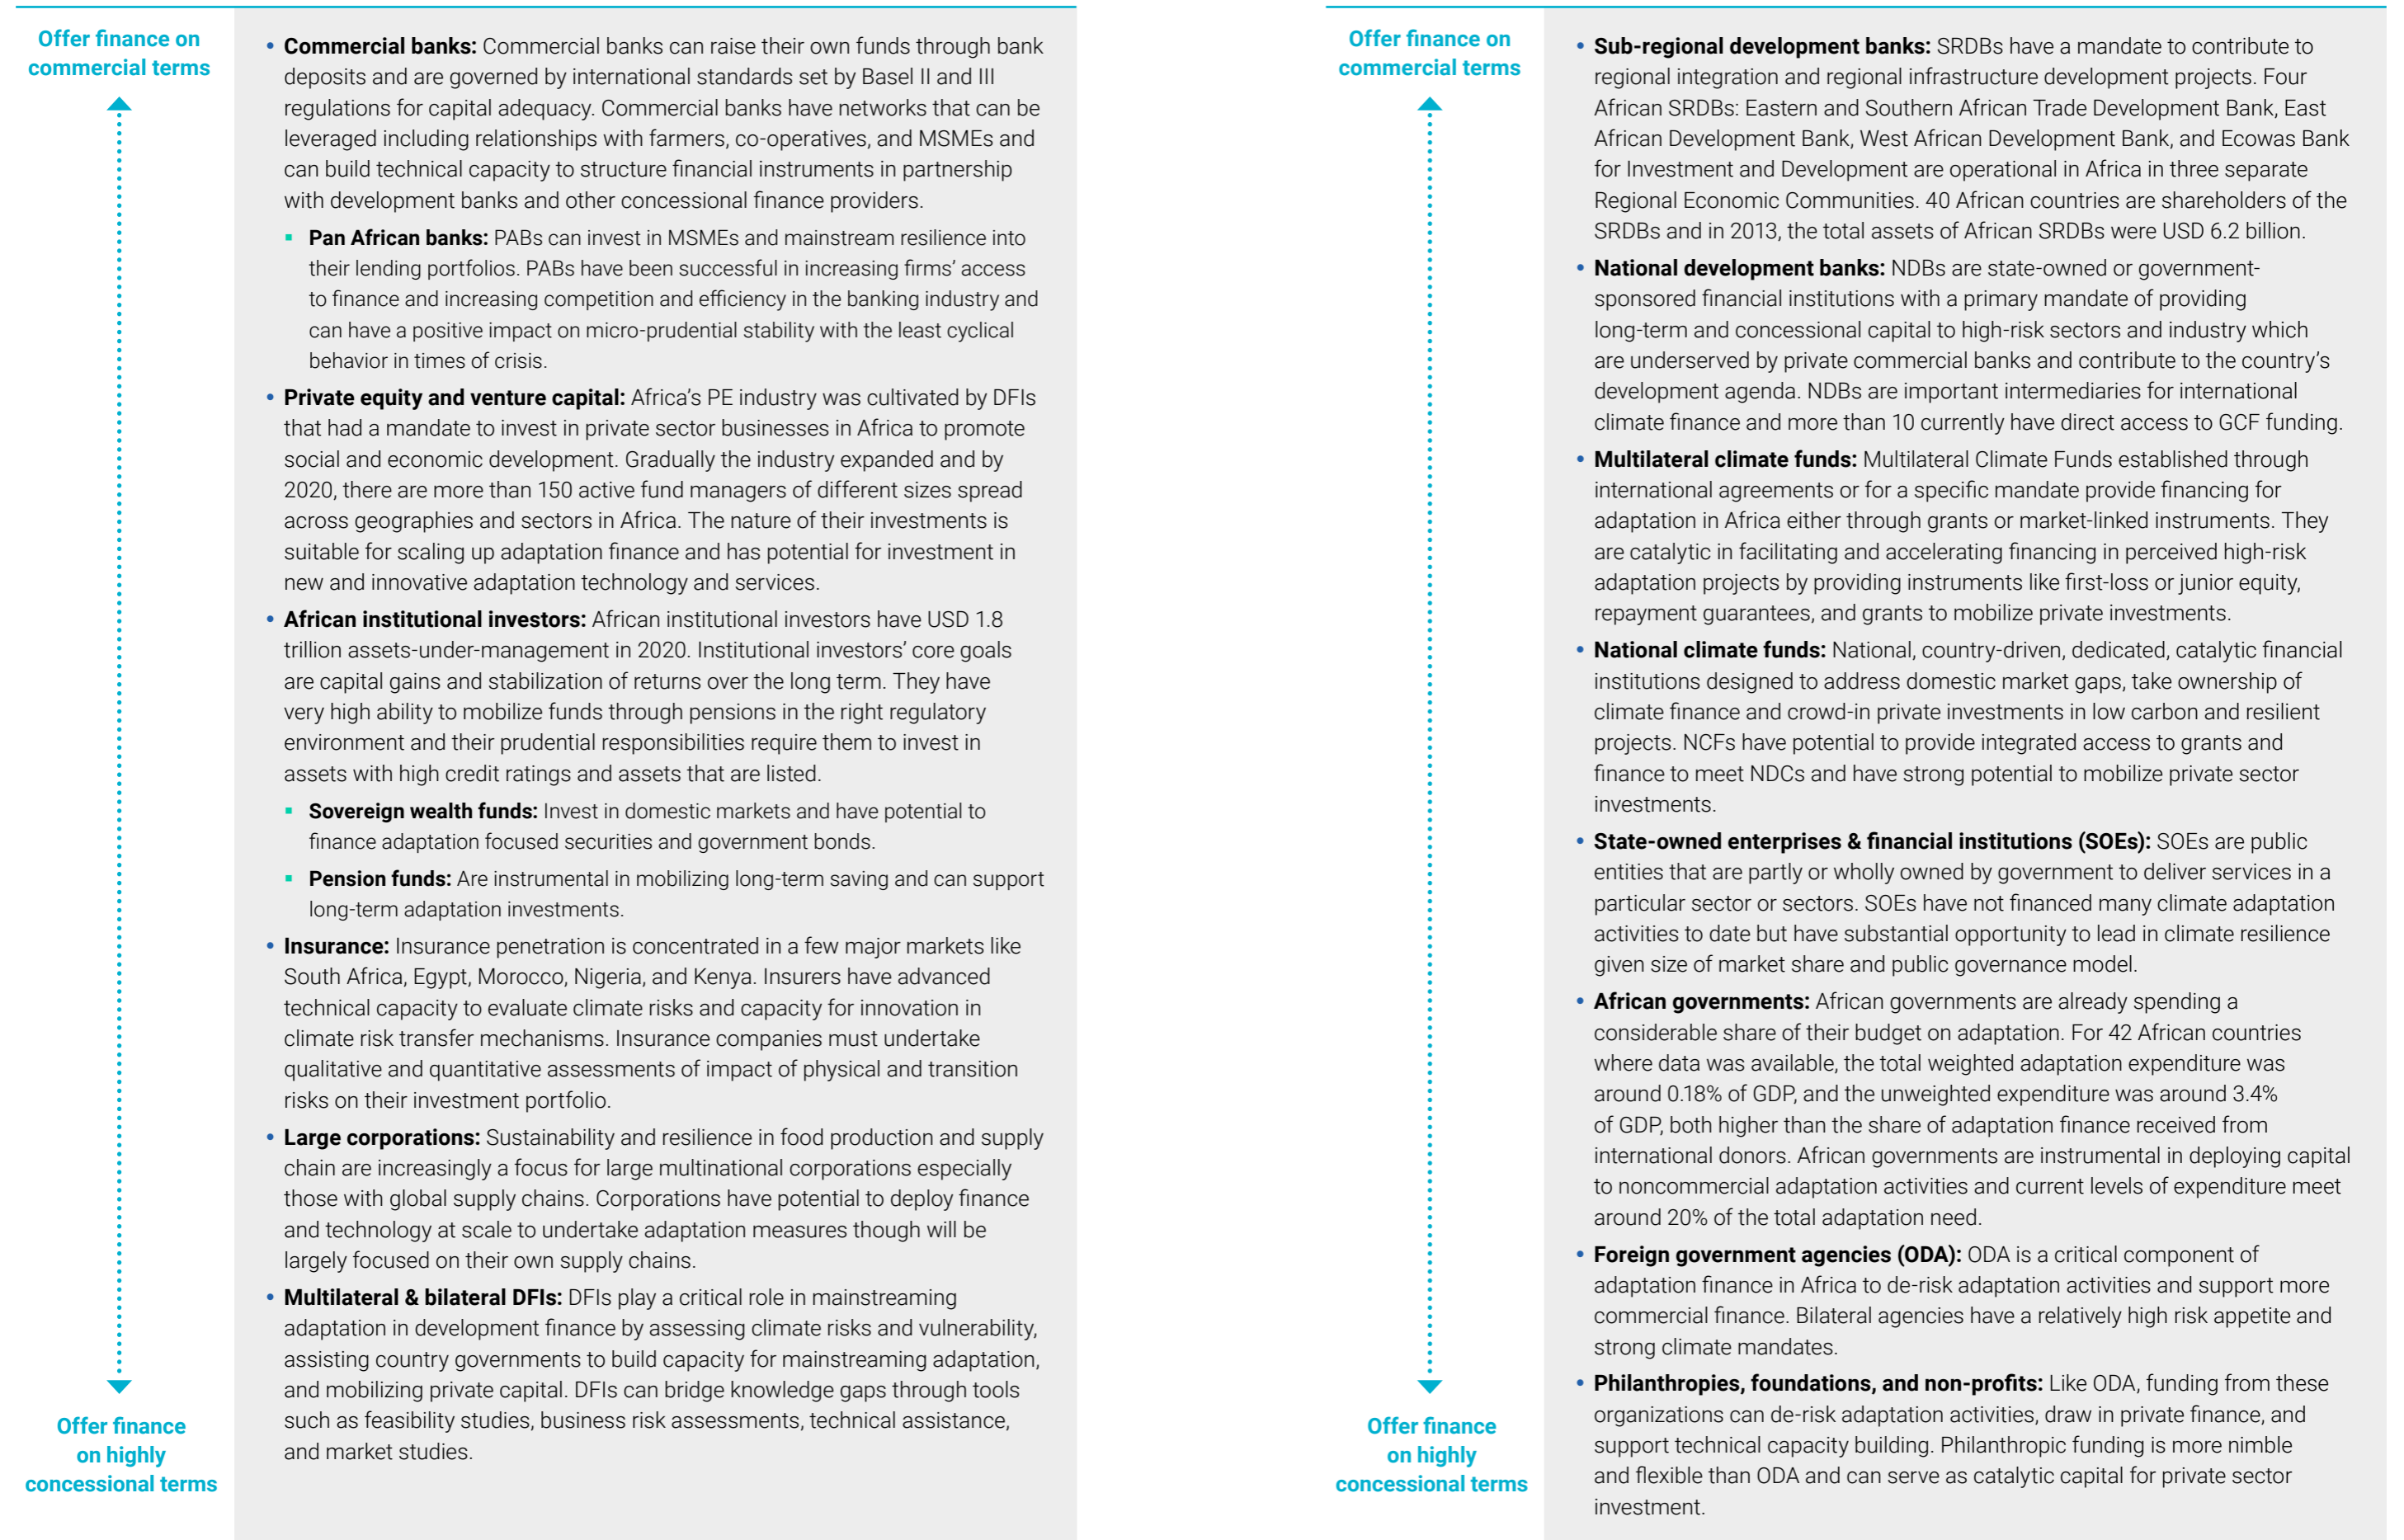 Offer finance on
commercial terms
Offer finance
on highly
concessional terms
• Commercial banks: Commercial banks can raise their own funds through bank
deposits and are governed by international standards set by Basel II and III
regulations for capital adequacy. Commercial banks have networks that can be
leveraged including relationships with farmers, co-operatives, and MSMEs and
can build technical capacity to structure financial instruments in partnership
with development banks and other concessional finance providers.
▪ Pan African banks: PABs can invest in MSMEs and mainstream resilience into
their lending portfolios. PABs have been successful in increasing firms’ access
to finance and increasing competition and efficiency in the banking industry and
can have a positive impact on micro-prudential stability with the least cyclical
behavior in times of crisis.
• Private equity and venture capital: Africa’s PE industry was cultivated by DFIs
that had a mandate to invest in private sector businesses in Africa to promote
social and economic development. Gradually the industry expanded and by
2020, there are more than 150 active fund managers of different sizes spread
across geographies and sectors in Africa. The nature of their investments is
suitable for scaling up adaptation finance and has potential for investment in
new and innovative adaptation technology and services.
• African institutional investors: African institutional investors have USD 1.8
trillion assets-under-management in 2020. Institutional investors’ core goals
are capital gains and stabilization of returns over the long term. They have
very high ability to mobilize funds through pensions in the right regulatory
environment and their prudential responsibilities require them to invest in
assets with high credit ratings and assets that are listed.
▪ Sovereign wealth funds: Invest in domestic markets and have potential to
finance adaptation focused securities and government bonds.
▪ Pension funds: Are instrumental in mobilizing long-term saving and can support
long-term adaptation investments.
• Insurance: Insurance penetration is concentrated in a few major markets like
South Africa, Egypt, Morocco, Nigeria, and Kenya. Insurers have advanced
technical capacity to evaluate climate risks and capacity for innovation in
climate risk transfer mechanisms. Insurance companies must undertake
qualitative and quantitative assessments of impact of physical and transition
risks on their investment portfolio.
• Large corporations: Sustainability and resilience in food production and supply
chain are increasingly a focus for large multinational corporations especially
those with global supply chains. Corporations have potential to deploy finance
and technology at scale to undertake adaptation measures though will be
largely focused on their own supply chains.
• Multilateral & bilateral DFIs: DFIs play a critical role in mainstreaming
adaptation in development finance by assessing climate risks and vulnerability,
assisting country governments to build capacity for mainstreaming adaptation,
and mobilizing private capital. DFIs can bridge knowledge gaps through tools
such as feasibility studies, business risk assessments, technical assistance,
and market studies.
Offer finance on
commercial terms
Offer finance
on highly
concessional terms
• Sub-regional development banks: SRDBs have a mandate to contribute to
regional integration and regional infrastructure development projects. Four
African SRDBs: Eastern and Southern African Trade Development Bank, East
African Development Bank, West African Development Bank, and Ecowas Bank
for Investment and Development are operational in Africa in three separate
Regional Economic Communities. 40 African countries are shareholders of the
SRDBs and in 2013, the total assets of African SRDBs were USD 6.2 billion.
• National development banks: NDBs are state-owned or government-
sponsored financial institutions with a primary mandate of providing
long-term and concessional capital to high-risk sectors and industry which
are underserved by private commercial banks and contribute to the country’s
development agenda. NDBs are important intermediaries for international
climate finance and more than 10 currently have direct access to GCF funding.
• Multilateral climate funds: Multilateral Climate Funds established through
international agreements or for a specific mandate provide financing for
adaptation in Africa either through grants or market-linked instruments. They
are catalytic in facilitating and accelerating financing in perceived high-risk
adaptation projects by providing instruments like first-loss or junior equity,
repayment guarantees, and grants to mobilize private investments.
• National climate funds: National, country-driven, dedicated, catalytic financial
institutions designed to address domestic market gaps, take ownership of
climate finance and crowd-in private investments in low carbon and resilient
projects. NCFs have potential to provide integrated access to grants and
finance to meet NDCs and have strong potential to mobilize private sector
investments.
• State-owned enterprises & financial institutions (SOEs): SOEs are public
entities that are partly or wholly owned by government to deliver services in a
particular sector or sectors. SOEs have not financed many climate adaptation
activities to date but have substantial opportunity to lead in climate resilience
given size of market share and public governance model.
• African governments: African governments are already spending a
considerable share of their budget on adaptation. For 42 African countries
where data was available, the total weighted adaptation expenditure was
around 0.18% of GDP, and the unweighted expenditure was around 3.4%
of GDP, both higher than the share of adaptation finance received from
international donors. African governments are instrumental in deploying capital
to noncommercial adaptation activities and current levels of expenditure meet
around 20% of the total adaptation need.
• Foreign government agencies (ODA): ODA is a critical component of
adaptation finance in Africa to de-risk adaptation activities and support more
commercial finance. Bilateral agencies have a relatively high risk appetite and
strong climate mandates.
• Philanthropies, foundations, and non-profits: Like ODA, funding from these
organizations can de-risk adaptation activities, draw in private finance, and
support technical capacity building. Philanthropic funding is more nimble
and flexible than ODA and can serve as catalytic capital for private sector
investment.